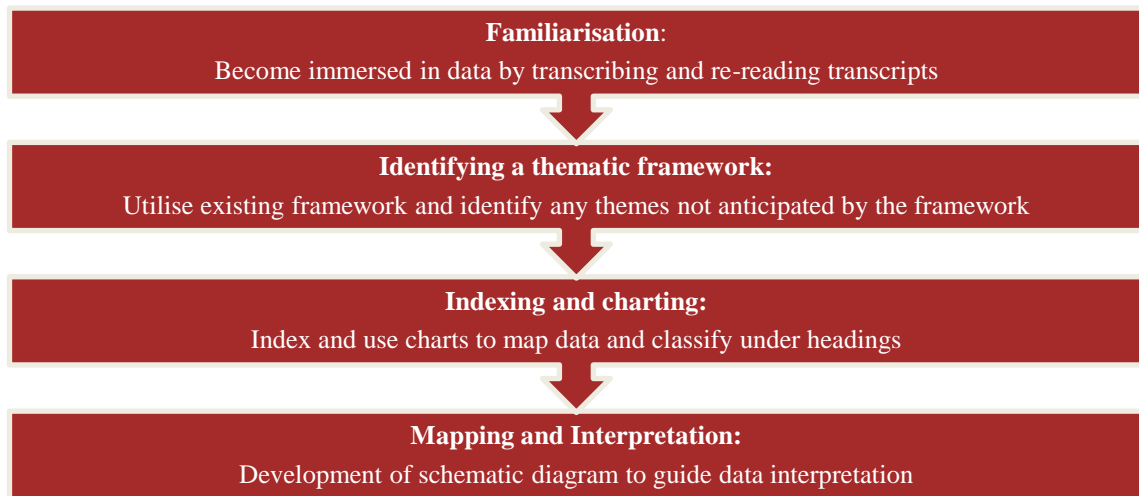 Familiarisation:
Become immersed in data by transcribing and re-reading transcripts
Identifying a thematic framework:
Utilise existing framework and identify any themes not anticipated by the framework
Indexing and charting:
Index and use charts to map data and classify under headings
Mapping and Interpretation:
Development of schematic diagram to guide data interpretation